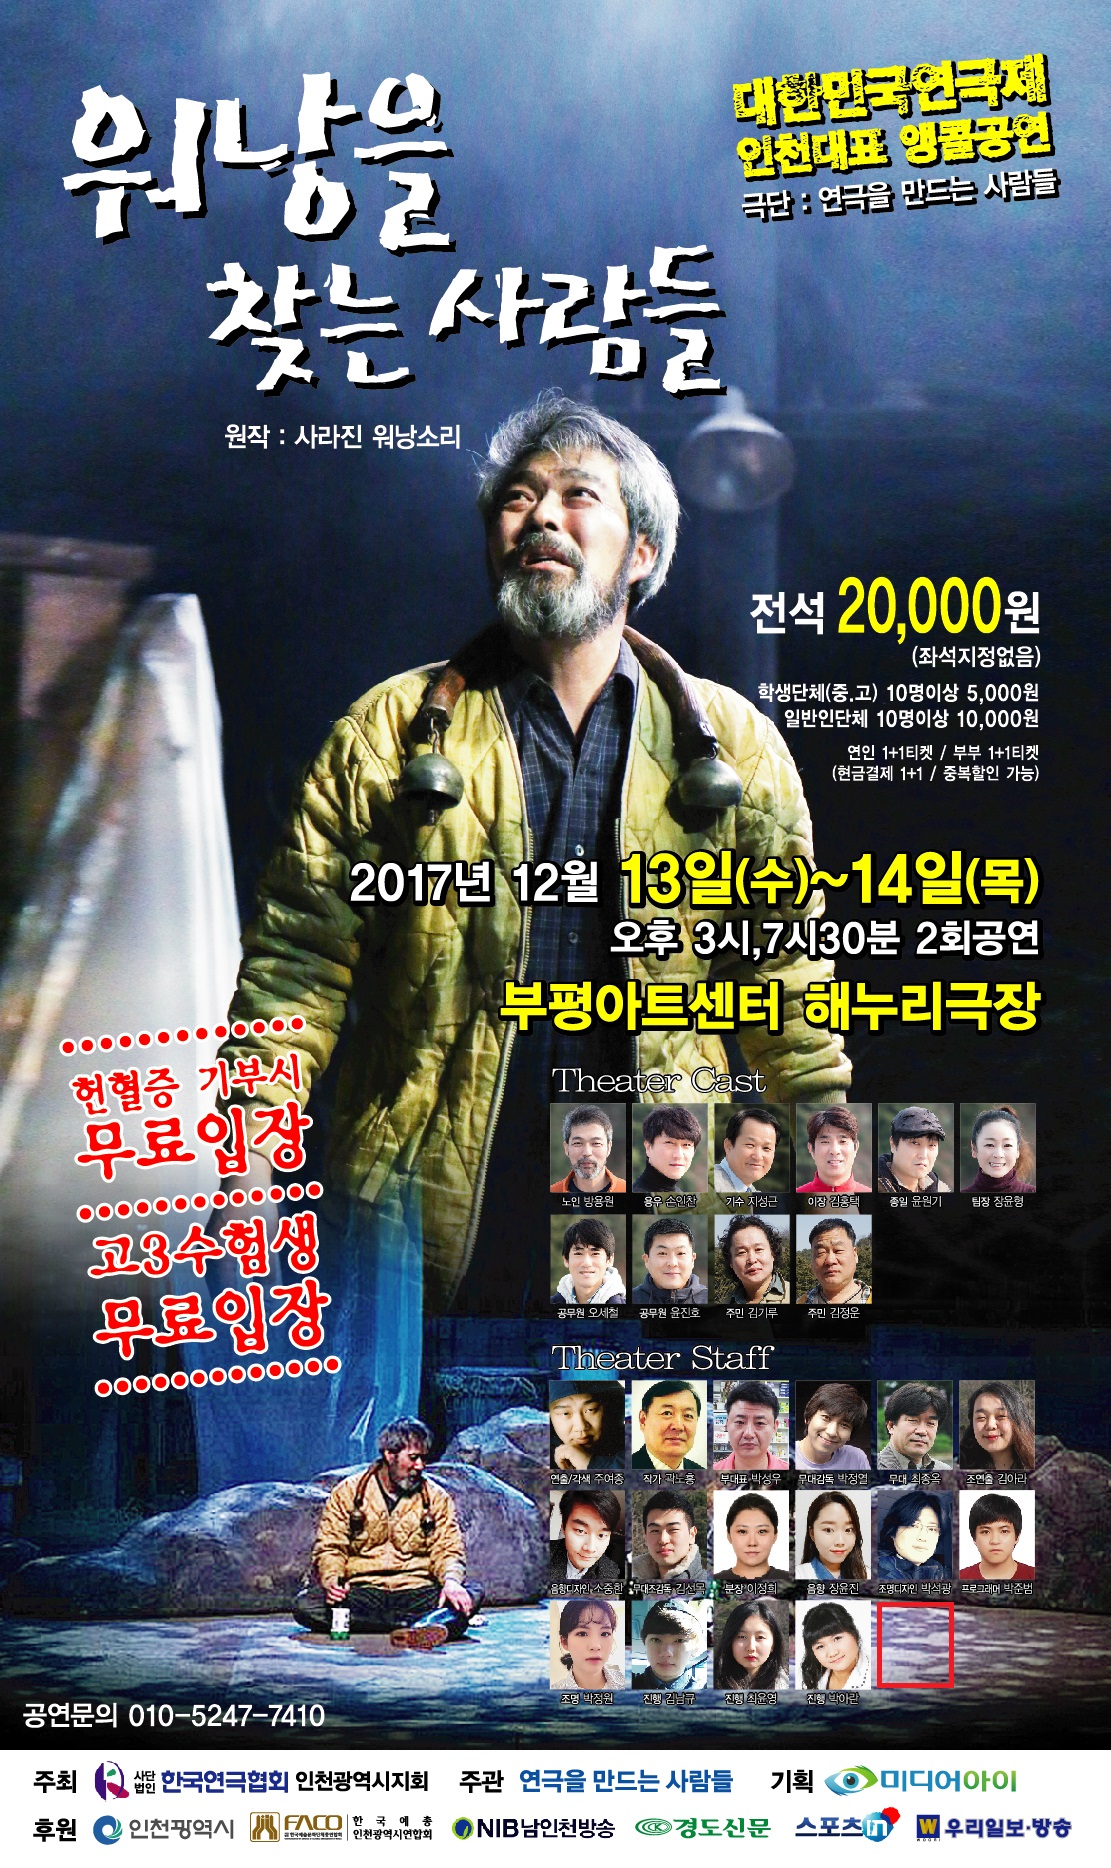 워낭을
찾는 사람들
원작 : 사라진 워낭소리
대한민국연극제
인천대표 앵콜공연
극단 : 연극을 만드는 사람들
전석 20,000원
(좌석지정없음)
학생단체(중.고) 10명이상 5,000원
일반인단체 10명이상 10,000원
연인 1+1티켓 / 부부 1+1티켓
(현금결제 1+1 / 중복할인 가능)
2017년 12월 13일(수)~14일(목)
오후 3시,7시30분 2회공연
부평아트센터 해누리극장
헌혈증 기부시
무료입장
고3수험생
무료입장
Theater Cast
노인 방용원 용우 손인찬 기수 지성근 이장 김홍택 종일 윤원기 팀장 장윤형
공무원 오세철 공무원 윤진호 주민 김기루 주민 김정운
Theater Staff
연출/각색 주여종 작가 곽노흥 부대표 박성우 무대감독 박정열 무대 최종옥 조연출 김아라
음향디자인 소중한 무대조감독 김선목 분장 이정희 음향 장윤진 조명디자인 박석광 프로그래머 박준범
조명 박정원 진행 김남규 진행 최윤영 진행 박아란
공연문의 010-5247-7410
주최 사단법인 한국연극협회 인천광역시지회 주관 연극을 만드는 사람들 기획 미디어아이
후원 인천광역시 FACO 한국예총 인천광역시연합회 NIB남인천방송 경도신문 스포츠in 우리일보·방송